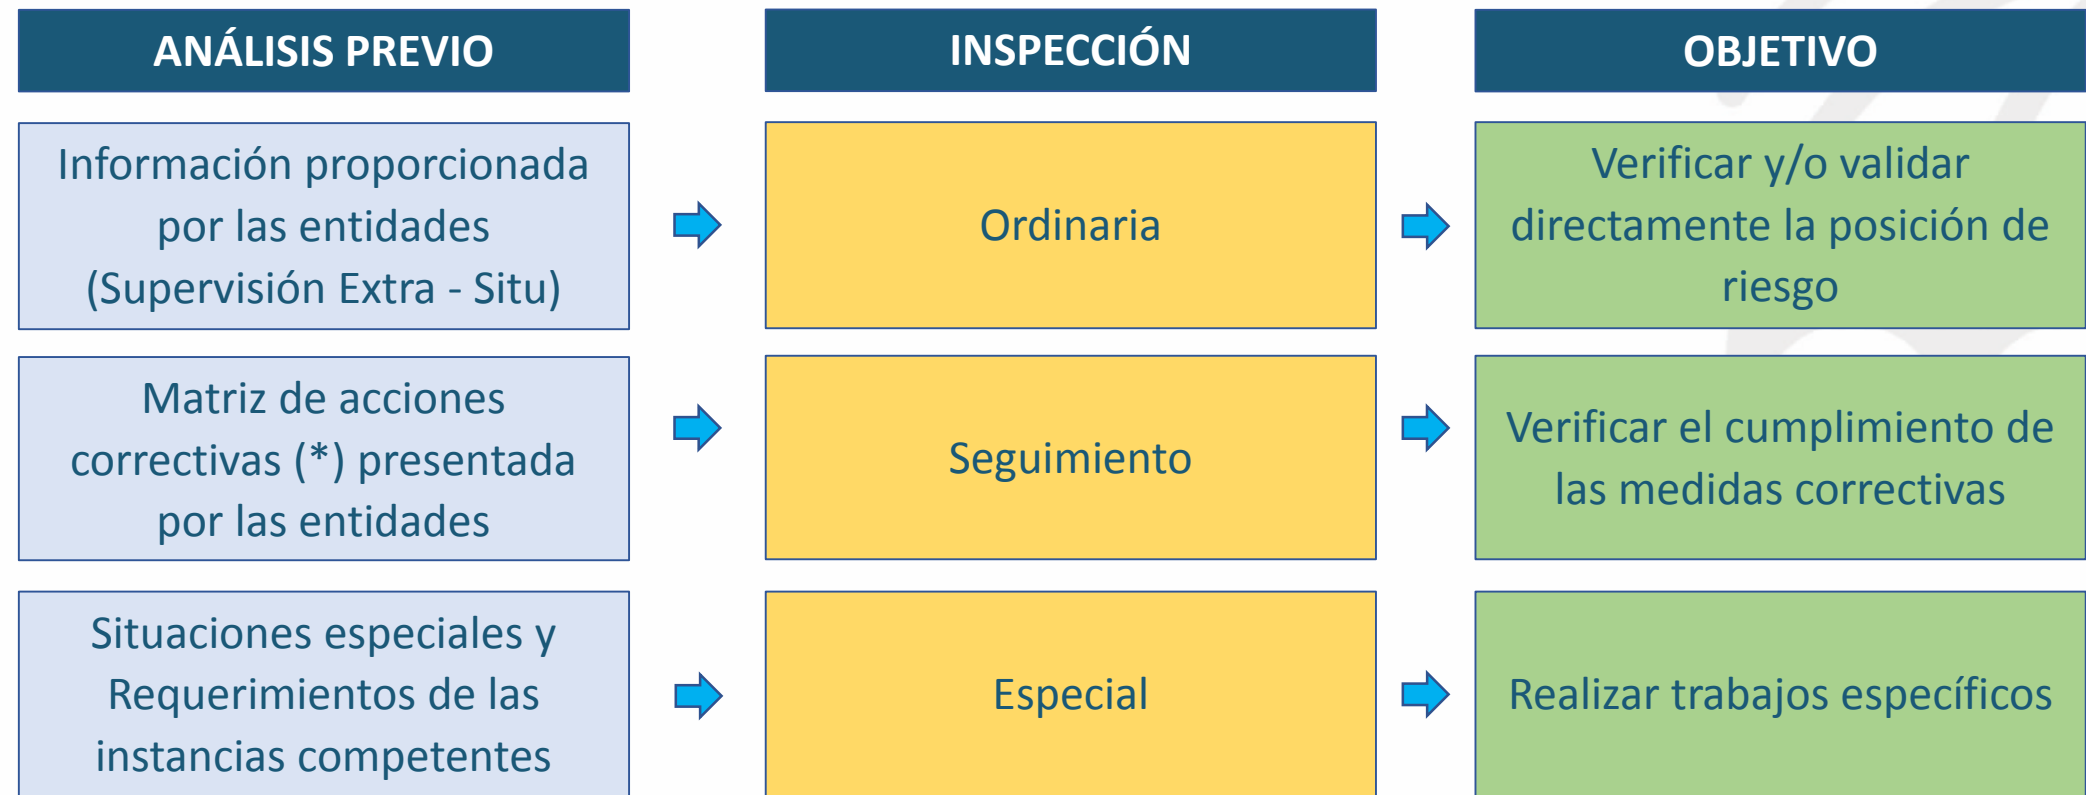 ANÁLISIS PREVIO
INSPECCIÓN
OBJETIVO
Información proporcionada
por las entidades
(Supervisión Extra - Situ)
Ordinaria
Verificar y/o validar
directamente la posición de
riesgo
Matriz de acciones
correctivas (*) presentada
por las entidades
Seguimiento
Verificar el cumplimiento de
las medidas correctivas
Situaciones especiales y
Requerimientos de las
instancias competentes
Especial
Realizar trabajos específicos